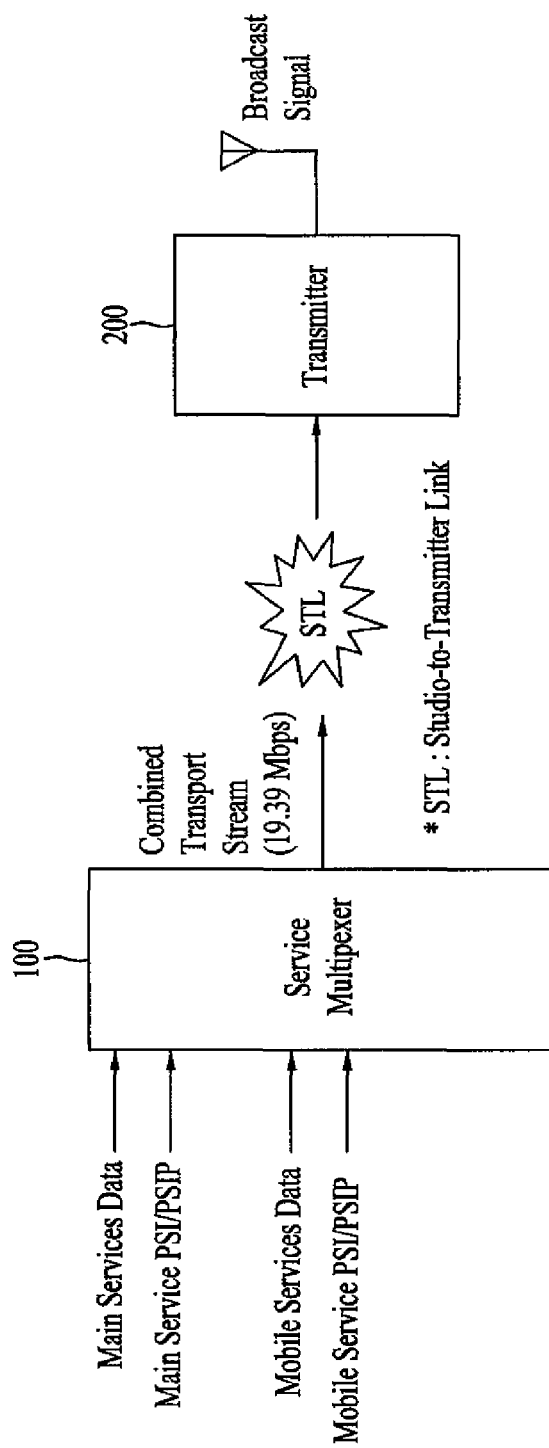 Main Services Data
Main Service PSI/PSIP
Mobile Services Data
Mobile Service PSI/PSIP
100
Service
Multipexer
Combined
Transport
Stream
(19.39 Mbps)
STL
* STL : Studio-to-Transmitter Link
200
Transmitter
Broadcast
Signal